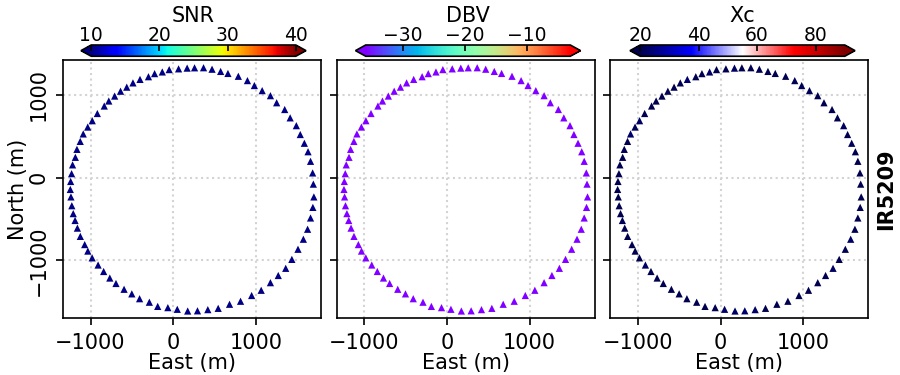 SNR DBV Xc
10 20 30 40 −30 −20 −10 20 40 60 80
1000
0
−1000
North (m)
IR5209
−1000 0 1000 −1000 0 1000 −1000 0 1000
East (m) East (m) East (m)